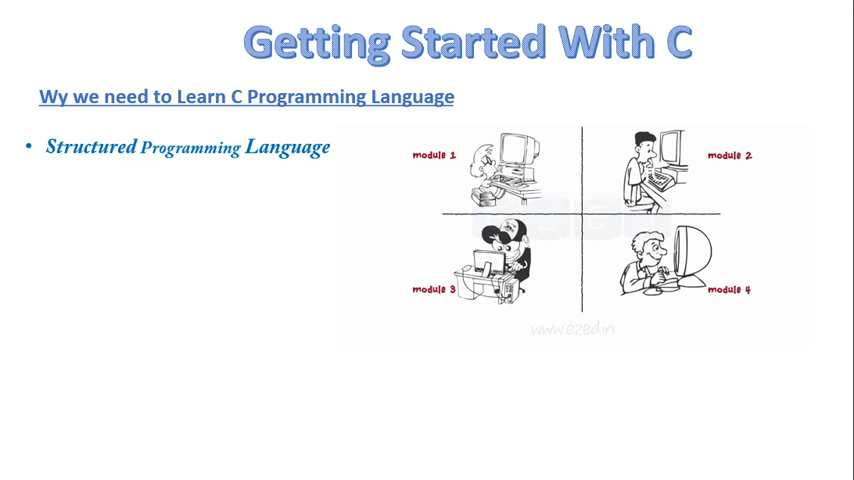 Getting Started With C
Wy we need to Learn C Programming Language
• Structured Programming Language
module 1
module 2
module 3
module 4
www.ezed.in